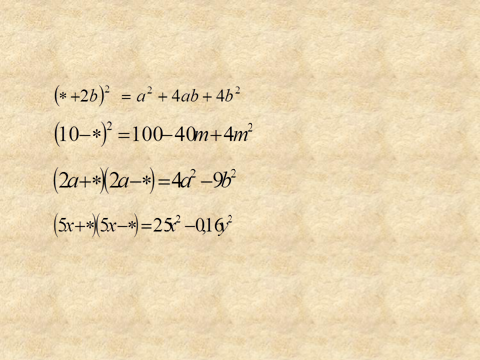 (* + 2b)² = a² + 4ab + 4b²
(10 − *)² = 100 − 40m + 4m²
(2a + *)(2a − *) = 4a² − 9b²
(5x + *)(5x − *) = 25x² − 0,16y²